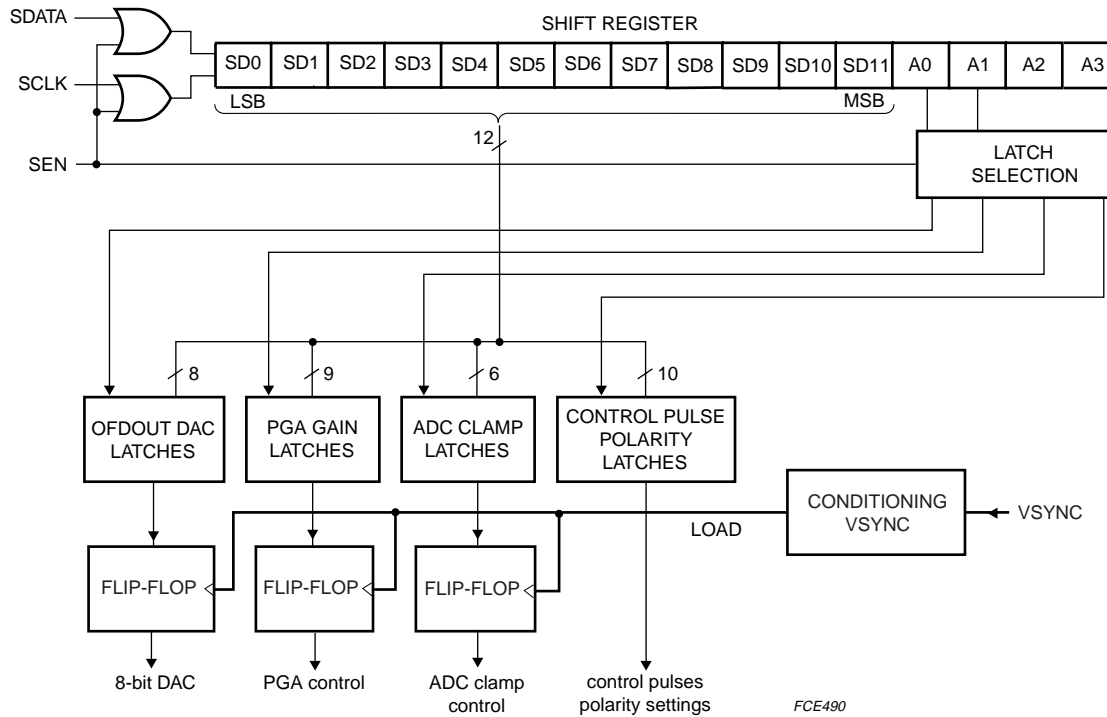 SDATA
SHIFT REGISTER
SD0 SD1 SD2 SD3 SD4 SD5 SD6 SD7 SD8 SD9 SD10 SD11 A0 A1 A2 A3
SCLK
LSB MSB
12
SEN
LATCH
SELECTION
8 9 6 10
OFDOUT DAC
LATCHES
PGA GAIN
LATCHES
ADC CLAMP
LATCHES
CONTROL PULSE
POLARITY
LATCHES
CONDITIONING
VSYNC
VSYNC
LOAD
FLIP-FLOP
FLIP-FLOP
FLIP-FLOP
8-bit DAC
PGA control
ADC clamp
control
control pulses
polarity settings
FCE490